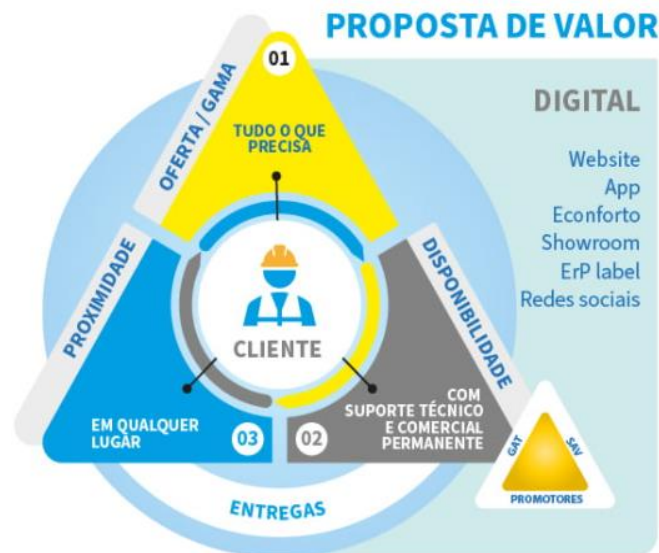 PROPOSTA DE VALOR
01
OFERTA / GAMA
TUDO O QUE
PRECISA
DIGITAL
Website
App
Econforto
Showroom
ErP label
Redes sociais
PROXIMIDADE
DISPONIBILIDADE
CLIENTE
EM QUALQUER
LUGAR
03
02
COM
SUPORTE TÉCNICO
E COMERCIAL
PERMANENTE
GAT
SAV
PROMOTORES
ENTREGAS